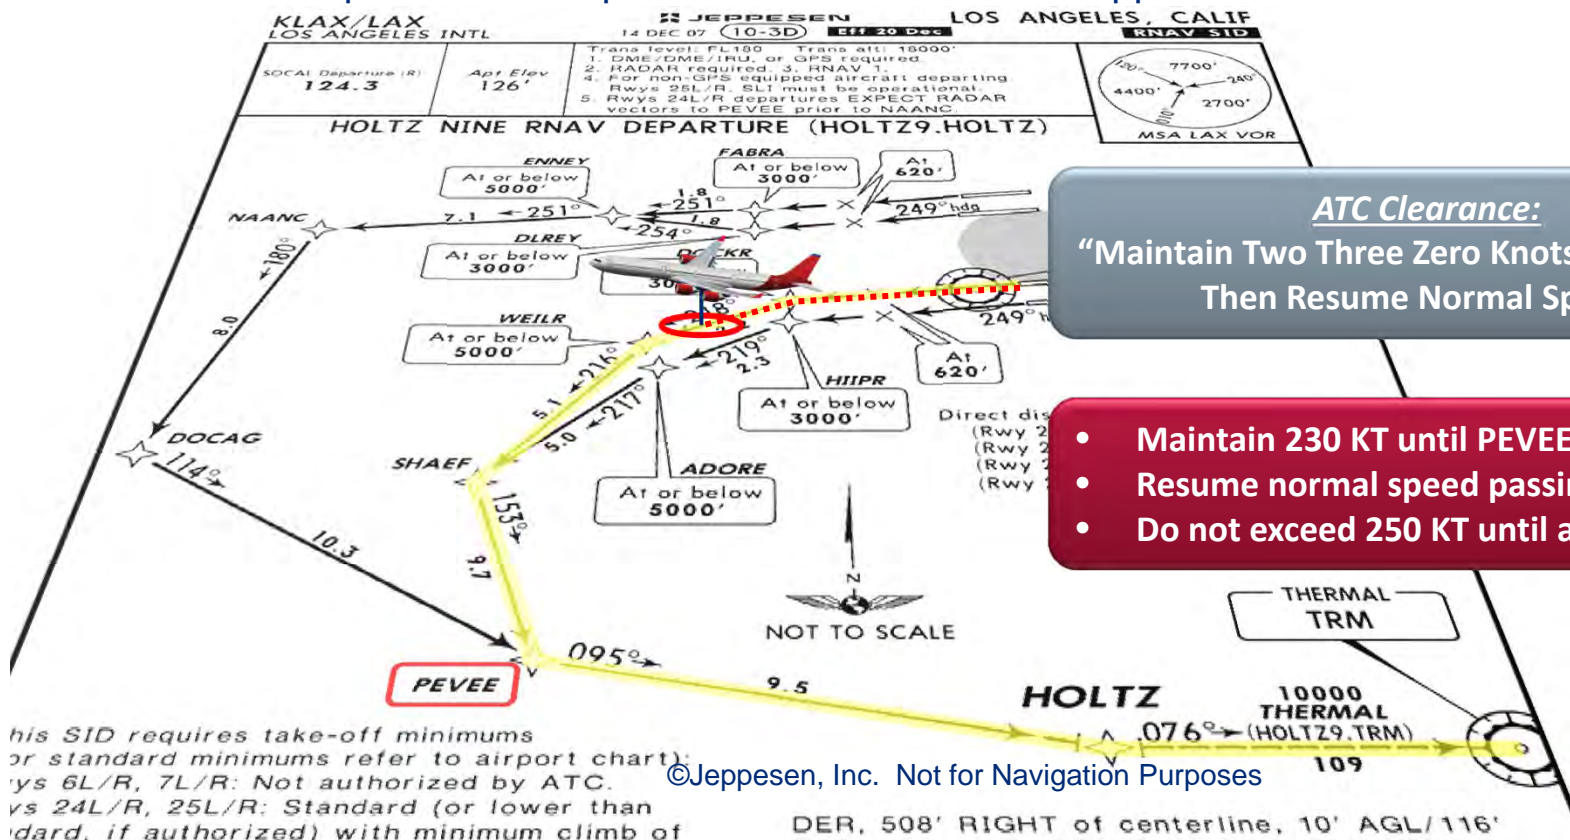 KLAX/LAX
LOS ANGELES INTL
JEPPESEN
14 DEC 07 10-3D Eff 20 Dec
LOS ANGELES, CALIF
RNAV SID
SOCAL Departure (R)
124.3
Apt Elev
126'
Trans level: FL180 Trans alt: 18000'
1. DME/DME/IRU, or GPS required.
2. RADAR required. 3. RNAV 1.
4. For non-GPS equipped aircraft departing
Rwys 25L/R, SLI must be operational.
5. Rwys 24L/R departures EXPECT RADAR
vectors to PEVEE prior to NAANC.
120°
7700'
240°
4400'
2700'
010°
MSA LAX VOR
HOLTZ NINE RNAV DEPARTURE (HOLTZ9.HOLTZ)
ENNEY
At or below
5000'
FABRA
At or below
3000'
At
620'
NAANC
7.1
251°
1.8
251°
1.8
254°
249° hdg
DLREY
At or below
3000'
180°
8.0
WEILR
At or below
5000'
216°
5.1
217°
5.0
219°
2.3
249°
At
620'
HIIPR
At or below
3000'
ADORE
At or below
5000'
DOCAG
114°
10.3
SHAEF
153°
9.7
Direct
(Rwy
(Rwy
(Rwy
(Rwy
ATC Clearance:
“Maintain Two Three Zero Knots
Then Resume Normal
• Maintain 230 KT until PEVEE
• Resume normal speed
• Do not exceed 250 KT until
N
NOT TO SCALE
THERMAL
TRM
PEVEE
095°
9.5
HOLTZ
076°
10000
THERMAL
(HOLTZ9.TRM)
109
his SID requires take-off minimums
or standard minimums refer to airport chart):
ys 6L/R, 7L/R: Not authorized by ATC.
ys 24L/R, 25L/R: Standard (or lower than
dard, if authorized) with minimum climb of
©Jeppesen, Inc. Not for Navigation Purposes
DER, 508' RIGHT of centerline, 10' AGL/116'